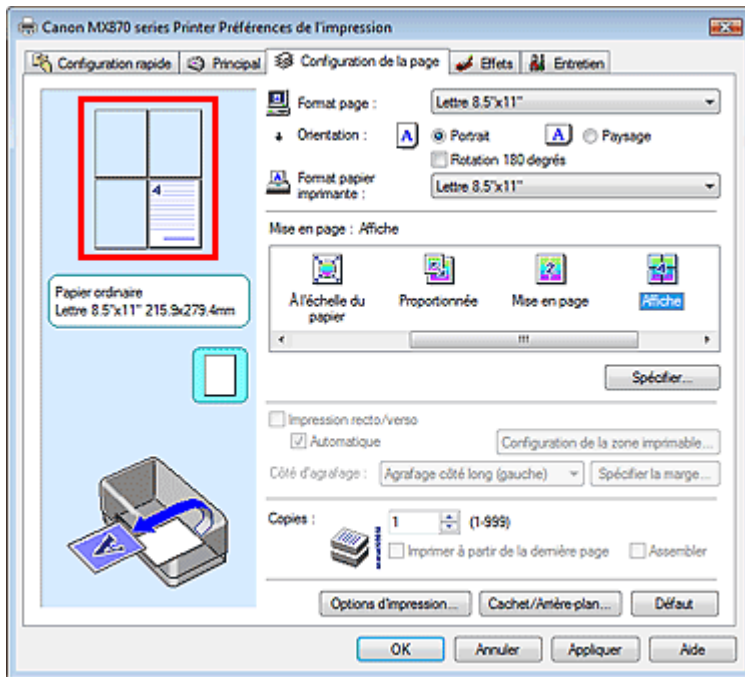 Canon MX870 series Printer Préférences de l'impression
Configuration rapide Principal Configuration de la page Effets Entretien
Format page : Lettre 8.5"x11"
Orientation : A Portrait A Paysage
Rotation 180 degrés
Format papier
imprimante : Lettre 8.5"x11"
4
Papier ordinaire
Lettre 8.5"x11" 215.9x279.4mm
Mise en page : Affiche
À l'échelle du
papier
Proportionnée
Mise en page
Affiche
Spécifier...
Impression recto/verso
Automatique Configuration de la zone imprimable...
Côté d'agrafage : Agrafage côté long (gauche) Spécifier la marge...
Copies : 1 (1-999)
Imprimer à partir de la dernière page Assembler
Options d'impression... Cachet/Arrière-plan... Défaut
OK Annuler Appliquer Aide